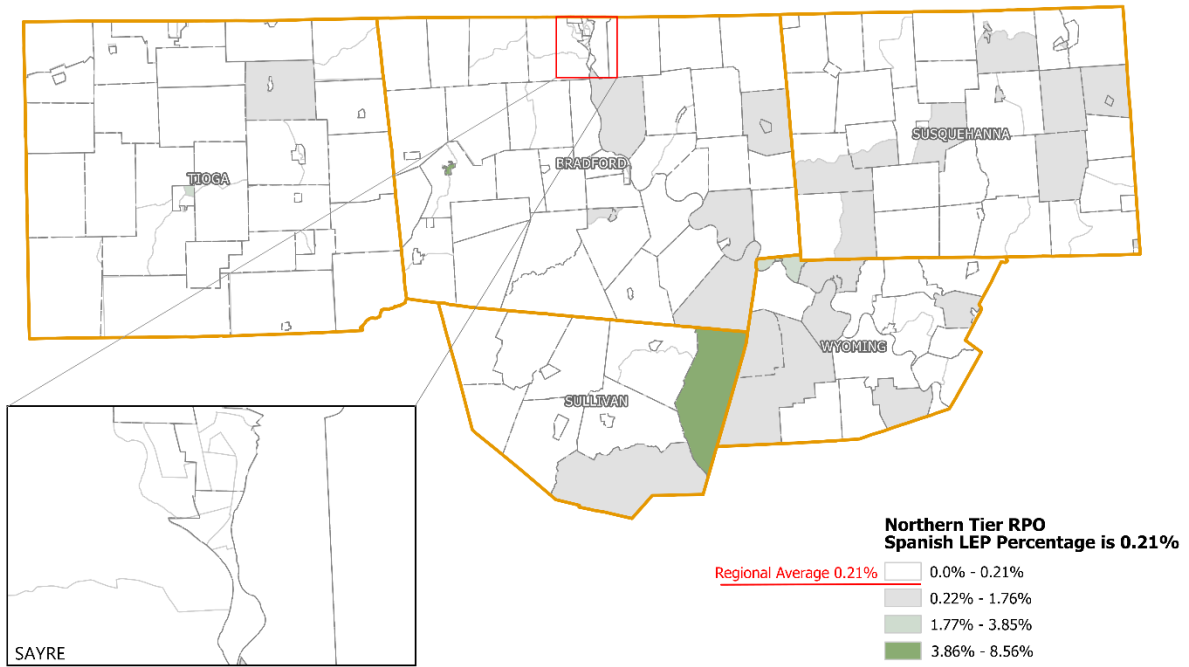 SUSQUEHANNA
BRADFORD
TIOGA
WYOMING
SULLIVAN
SAYRE
Northern Tier RPO
Spanish LEP Percentage is 0.21%
Regional Average 0.21%
0.0% - 0.21%
0.22% - 1.76%
1.77% - 3.85%
3.86% - 8.56%